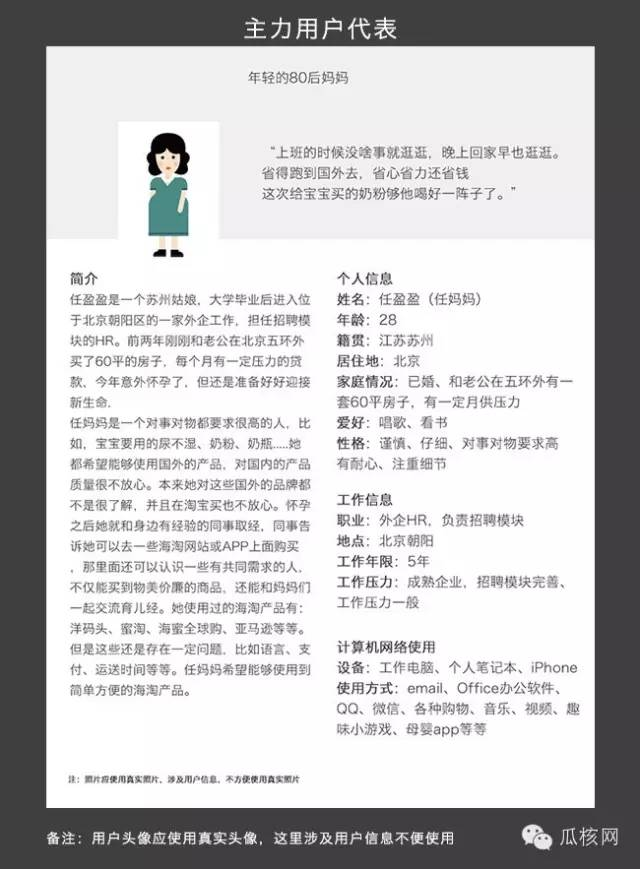 主力用户代表
年轻的80后妈妈
“上班的时候没啥事就逛逛，晚上回家早也逛逛。
省得跑到国外去，省心省力还省钱
这次给宝宝买的奶粉够他喝好一阵子了。”
简介
任盈盈是一个苏州姑娘，大学毕业后进入位
于北京朝阳区的一家外企工作，担任招聘模
块的HR。前两年刚刚和老公在北京五环外
买了60平的房子，每个月有一定压力的贷
款，今年意外怀孕了，但还是准备好好迎接
新生命.
任妈妈是一个对事对物都要求很高的人，比
如，宝宝要用的尿不湿、奶粉、奶瓶.....她
都希望能够使用国外的产品，对国内的产品
质量很不放心。本来她对这些国外的品牌都
不是很了解，并且在淘宝买也不放心。怀孕
之后她就和身边有经验的同事取经，同事告
诉她可以去一些海淘网站或APP上面购买
，那里面还可以认识一些有共同需求的人，
不仅能买到物美价廉的商品，还能和妈妈们
一起交流育儿经。她使用过的海淘产品有：
洋码头、蜜淘、海蜜全球购、亚马逊等等。
但是这些还是存在一定问题，比如语言、支
付、运送时间等等。任妈妈希望能够使用到
简单方便的海淘产品。
个人信息
姓名：任盈盈（任妈妈）
年龄：28
籍贯：江苏苏州
居住地：北京
家庭情况：已婚、和老公在五环外有一
套60平房子，有一定月供压力
爱好：唱歌、看书
性格：谨慎、仔细、对事对物要求高
有耐心、注重细节
工作信息
职业：外企HR，负责招聘模块
地点：北京朝阳
工作年限：5年
工作压力：成熟企业，招聘模块完善、
工作压力一般
计算机网络使用
设备：工作电脑、个人笔记本、iPhone
使用方式：email、Office办公软件、
QQ、微信、各种购物、音乐、视频、趣
味小游戏、母婴app等等
注：照片应使用真实照片、涉及用户信息、不方便使用真实照片
备注：用户头像应使用真实头像，这里涉及用户信息不便使用
瓜核网